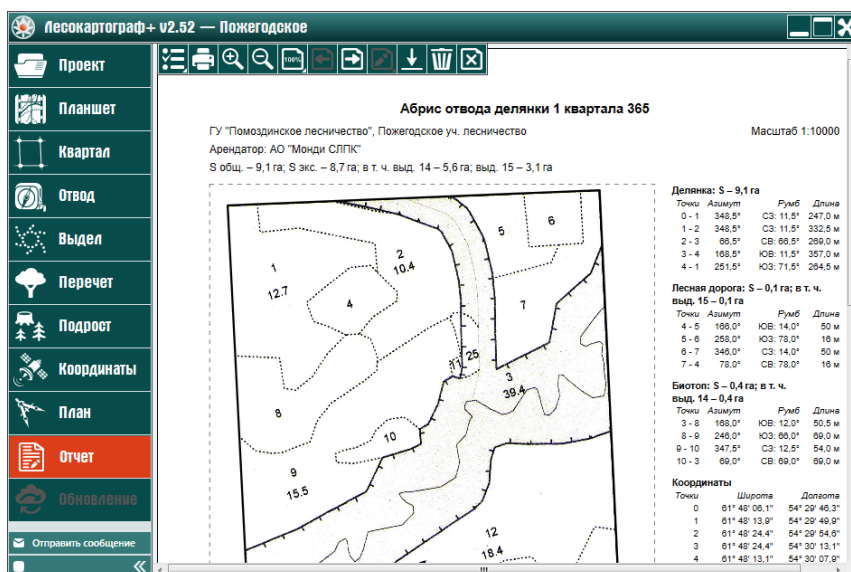 Лесокартограф+ v2.52 — Пожегодское
Проект
Планшет
Квартал
Отвод
Выдел
Перечет
Подрост
Координаты
План
Отчет
Обновление
Отправить сообщение
100%
Абрис отвода делянки 1 квартала 365
ГУ "Помоздинское лесничество", Пожегодское уч. лесничество
Масштаб 1:10000
Арендатор: АО "Монди СЛПК"
S общ. – 9,1 га; S экс. – 8,7 га; в т. ч. выд. 14 – 5,6 га; выд. 15 – 3,1 га
1
12.7
2
10.4
4
5
6
7
8
11
25
3
39.4
10
9
15.5
12
18.4
Делянка: S – 9,1 га
Точки Азимут Румб Длина
0 - 1 348,5° СЗ: 11,5° 247,0 м
1 - 2 348,5° СЗ: 11,5° 332,5 м
2 - 3 66,5° СВ: 66,5° 269,0 м
3 - 4 168,5° ЮВ: 11,5° 357,0 м
4 - 1 251,5° ЮЗ: 71,5° 264,5 м
Лесная дорога: S – 0,1 га; в т. ч.
выд. 15 – 0,1 га
Точки Азимут Румб Длина
4 - 5 166,0° ЮВ: 14,0° 50 м
5 - 6 258,0° ЮЗ: 78,0° 16 м
6 - 7 346,0° СЗ: 14,0° 50 м
7 - 4 78,0° СВ: 78,0° 16 м
Биотоп: S – 0,4 га; в т. ч.
выд. 14 – 0,4 га
Точки Азимут Румб Длина
3 - 8 168,0° ЮВ: 12,0° 50,5 м
8 - 9 246,0° ЮЗ: 66,0° 69,0 м
9 - 10 347,5° СЗ: 12,5° 54,0 м
10 - 3 69,0° СВ: 69,0° 69,0 м
Координаты
Точки Широта Долгота
0 61° 48' 06,1" 54° 29' 46,3"
1 61° 48' 13,9" 54° 29' 49,9"
2 61° 48' 24,4" 54° 29' 54,6"
3 61° 48' 24,4" 54° 30' 13,1"
4 61° 48' 13,1" 54° 30' 07,9"